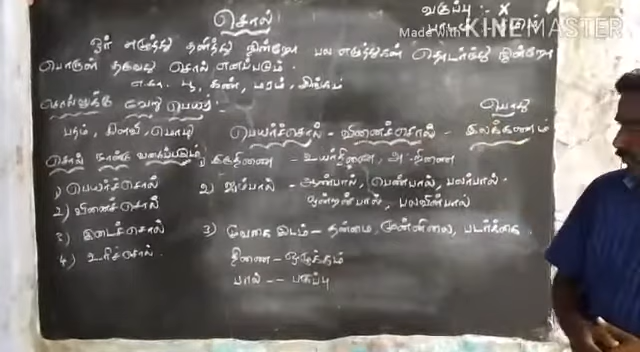 சொல்
வகுப்பு :- X
Made with KINEMASTER
ஓர் எழுத்து தனித்து நின்றோ பல எழுத்துகள் தொடர்ந்து நின்றோ
பொருள் தருவது சொல் எனப்படும்.
எ.கா. பூ, கண், மரம், சிங்கம்
சொல்லுக்கு வேறு பெயர் :-
பதம், கிளவி, மொழி
பெயர்ச்சொல் - வினைச்சொல் -
பொது
இலக்கணம்
சொல் நான்கு வகைப்படும்
1) பெயர்ச்சொல்
2) வினைச்சொல்
3) இடைச்சொல்
4) உரிச்சொல்.
1) இருதிணை - உயர்திணை, அஃறிணை
2) ஐம்பால் - ஆண்பால், பெண்பால், பலர்பால்.
ஒன்றன்பால், பலவின்பால்
3) மூவகை இடம் - தன்மை, முன்னிலை, படர்க்கை.
திணை - ஒழுக்கம்
பால் -- பகுப்பு